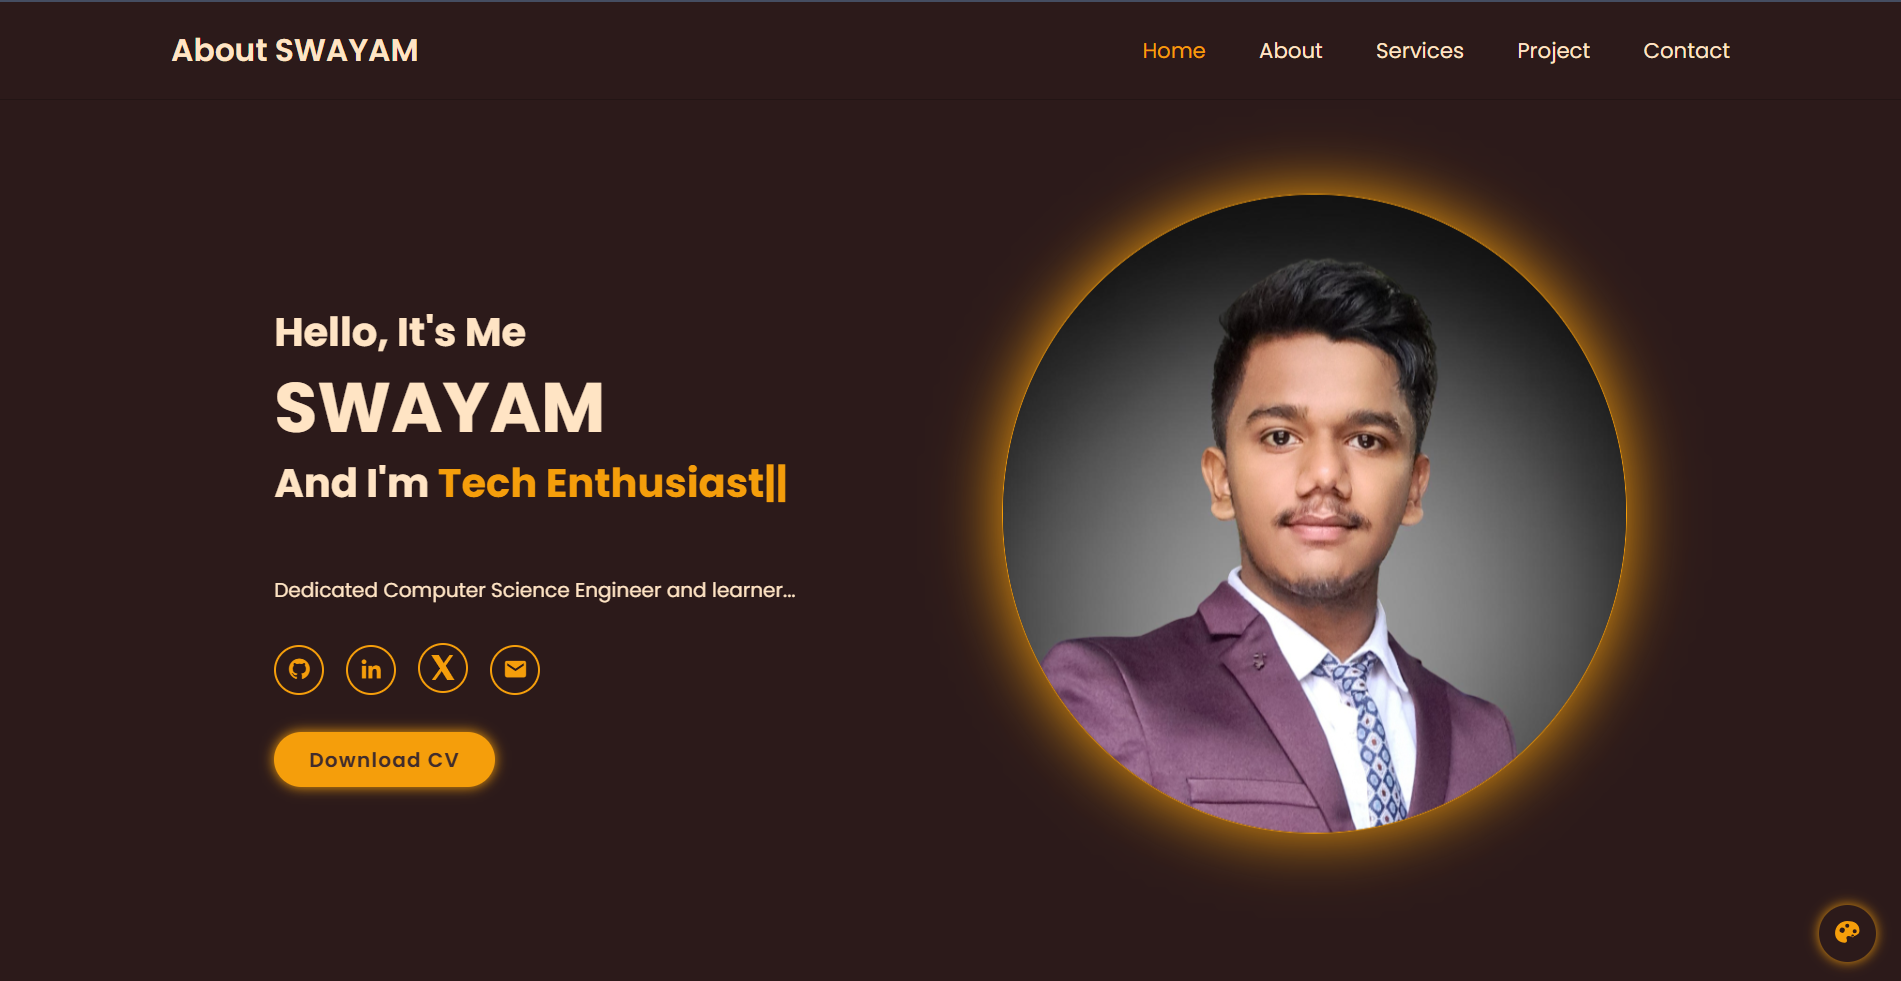 About SWAYAM
Home About Services Project Contact
Hello, It's Me
SWAYAM
And I'm Tech Enthusiast||
Dedicated Computer Science Engineer and learner...
in X
Download CV